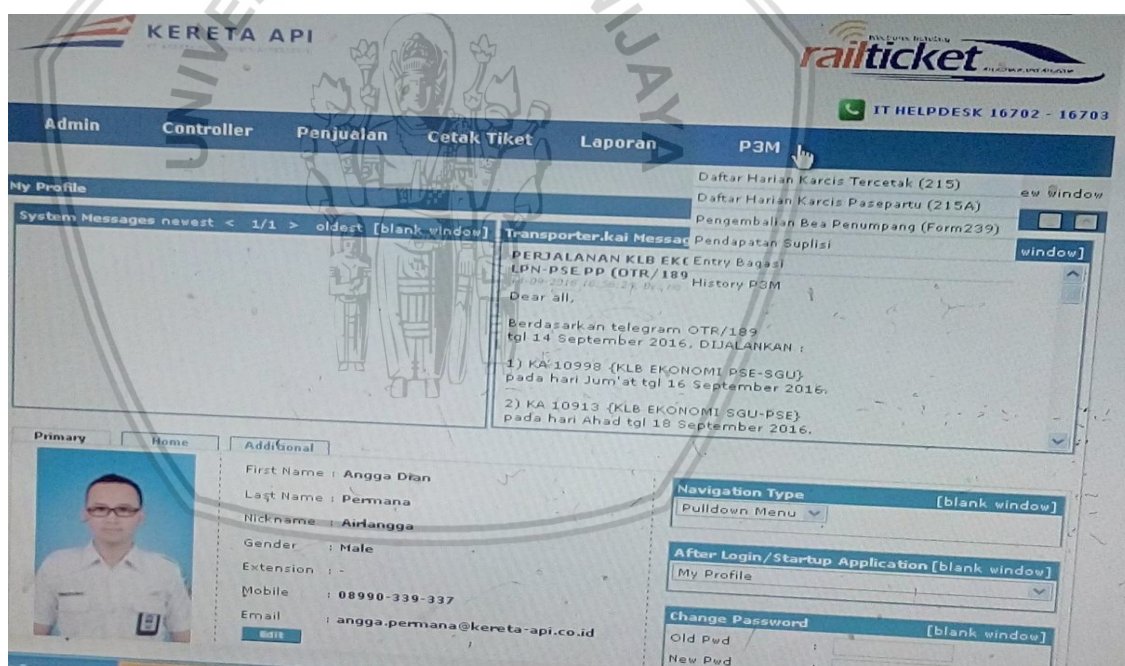 KERETA API
railticket
IT HELPDESK 16702 - 16703
Admin Controller Penjualan Cetak Tiket Laporan P3M
Daftar Harian Karcis Tercetak (215)
Daftar Harian Karcis Pasepartu (215A)
Pengembalian Bea Penumpang (Form239)
Pendapatan Suplisi
Entry Bagasi
History P3M
My Profile
ew window
System Messages newest < 1/1 > oldest [blank window]
Transporter.kai Messag
window]
PERJALANAN KLB EK
LPN-PSE PP (OTR/189
Dear all,
Berdasarkan telegram OTR/189
tgl 14 September 2016, DIJALANKAN :
1) KA 10998 {KLB EKONOMI PSE-SGU}
pada hari Jum'at tgl 16 September 2016.
2) KA 10913 {KLB EKONOMI SGU-PSE}
pada hari Ahad tgl 18 September 2016.
Primary Home Additional
First Name : Angga Dian
Last Name : Permana
Nickname : Airlangga
Gender : Male
Extension : -
Mobile : 08990-339-337
Email : angga.permana@kereta-api.co.id
Edit
Navigation Type [blank window]
Pulldown Menu
After Login/Startup Application [blank window]
My Profile
Change Password [blank window]
Old Pwd :
New Pwd :
UNIVE
WIJAYA